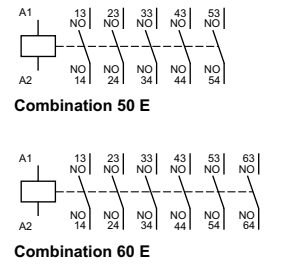 A1 13 23 33 43 53
NO NO NO NO NO
NO NO NO NO NO
A2 14 24 34 44 54
Combination 50 E
A1 13 23 33 43 53 63
NO NO NO NO NO NO
NO NO NO NO NO NO
A2 14 24 34 44 54 64
Combination 60 E